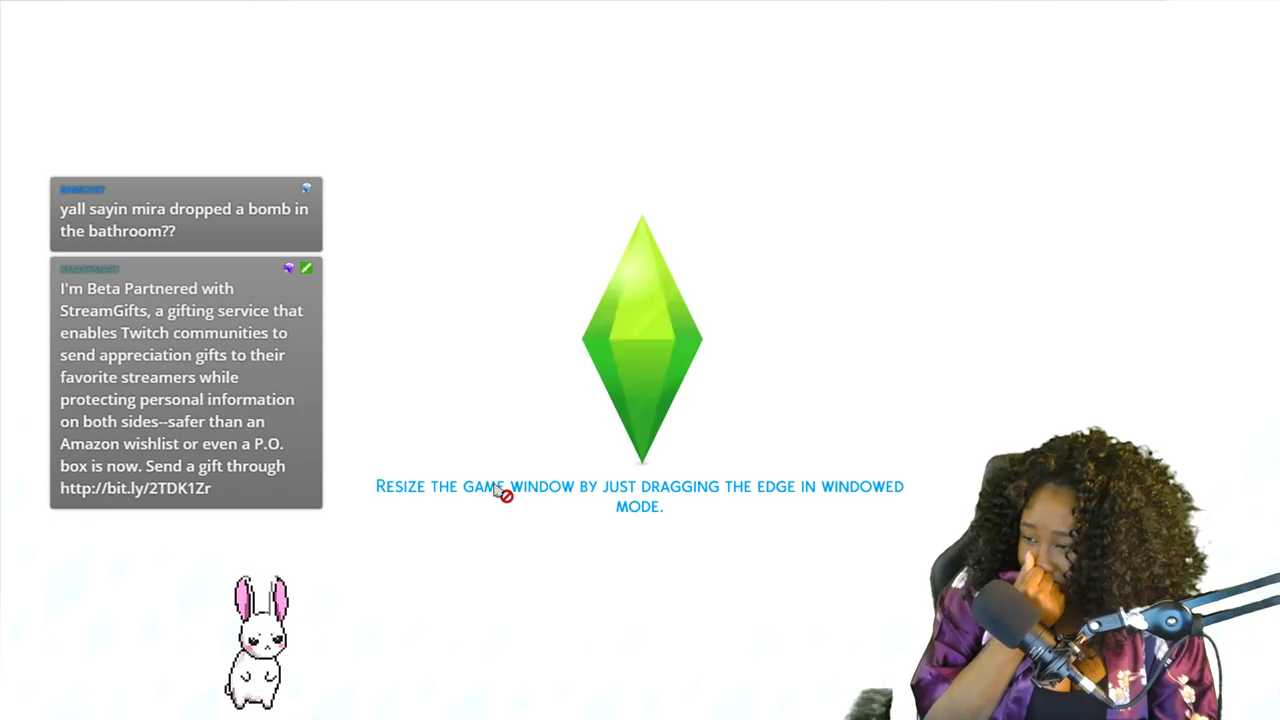 yall sayin mira dropped a bomb in
the bathroom??
I'm Beta Partnered with
StreamGifts, a gifting service that
enables Twitch communities to
send appreciation gifts to their
favorite streamers while
protecting personal information
on both sides--safer than an
Amazon wishlist or even a P.O.
box is now. Send a gift through
http://bit.ly/2TDK1Zr
RESIZE THE GAME WINDOW BY JUST DRAGGING THE EDGE IN WINDOWED
MODE.